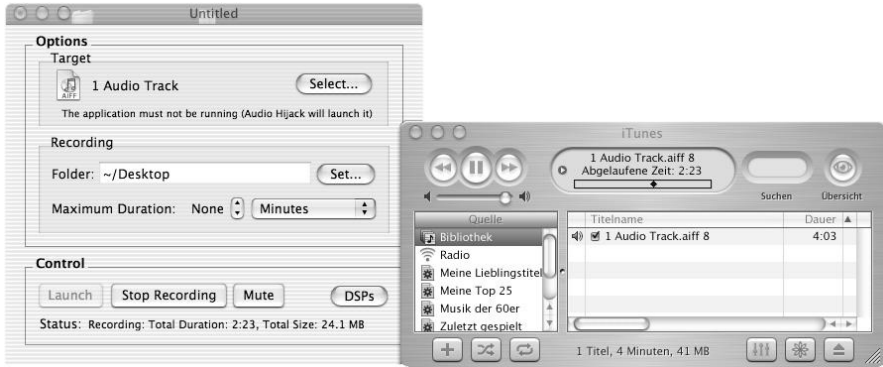 Untitled
Options
Target
AIFF
1 Audio Track
Select...
The application must not be running (Audio Hijack will launch it)
Recording
Folder: ~/Desktop
Set...
Maximum Duration: None
Minutes
Control
Launch
Stop Recording
Mute
DSPs
Status: Recording: Total Duration: 2:23, Total Size: 24.1 MB
iTunes
1 Audio Track.aiff 8
Abgelaufene Zeit: 2:23
Suchen
Übersicht
Quelle
Bibliothek
Radio
Meine Lieblingstitel
Meine Top 25
Musik der 60er
Zuletzt gespielt
Titelname Dauer
1 Audio Track.aiff 8 4:03
1 Titel, 4 Minuten, 41 MB